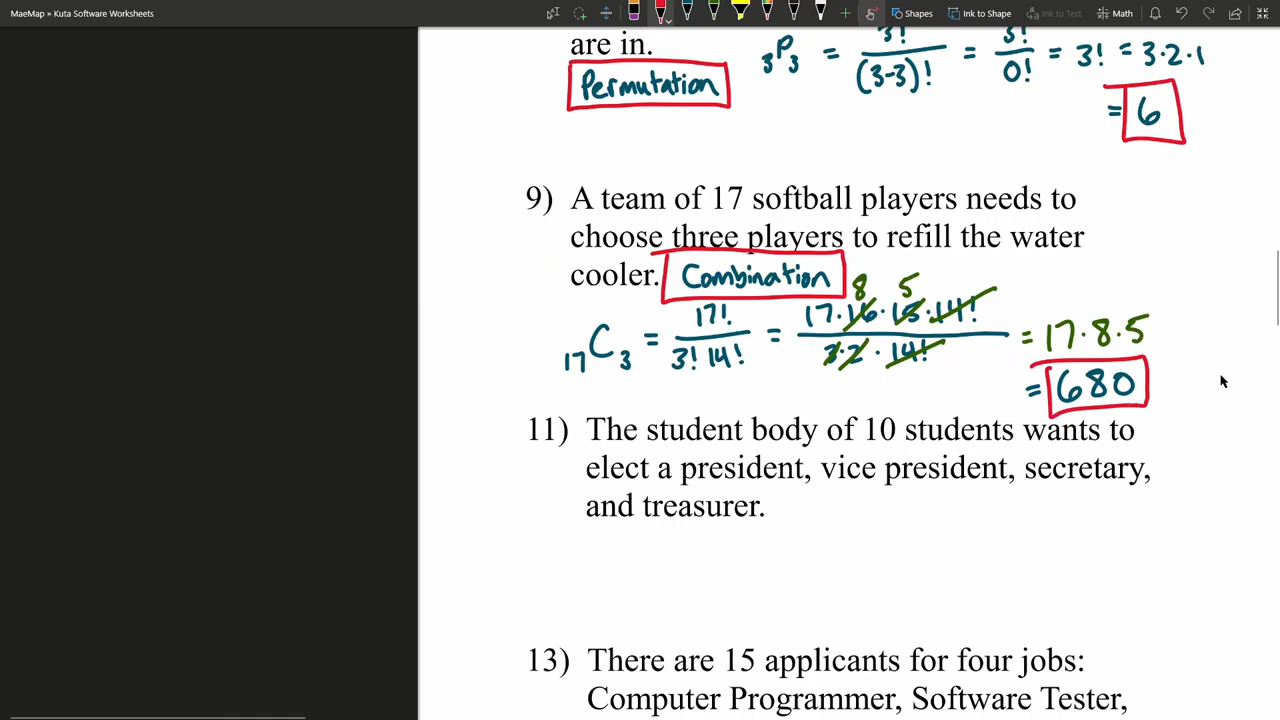 MaeMap » Kuta Software Worksheets
Shapes Ink to Shape Ink to Text Math
are in.
Permutation
₃P₃ = 3!/(3-3)! = 3!/0! = 3! = 3·2·1
= 6
9) A team of 17 softball players needs to
choose three players to refill the water
cooler. Combination
8 5
₁₇C₃ = 17!/3! 14! = 17·16·15·14!/3·2·14! = 17·8·5
= 680
11) The student body of 10 students wants to
elect a president, vice president, secretary,
and treasurer.
13) There are 15 applicants for four jobs:
Computer Programmer, Software Tester,